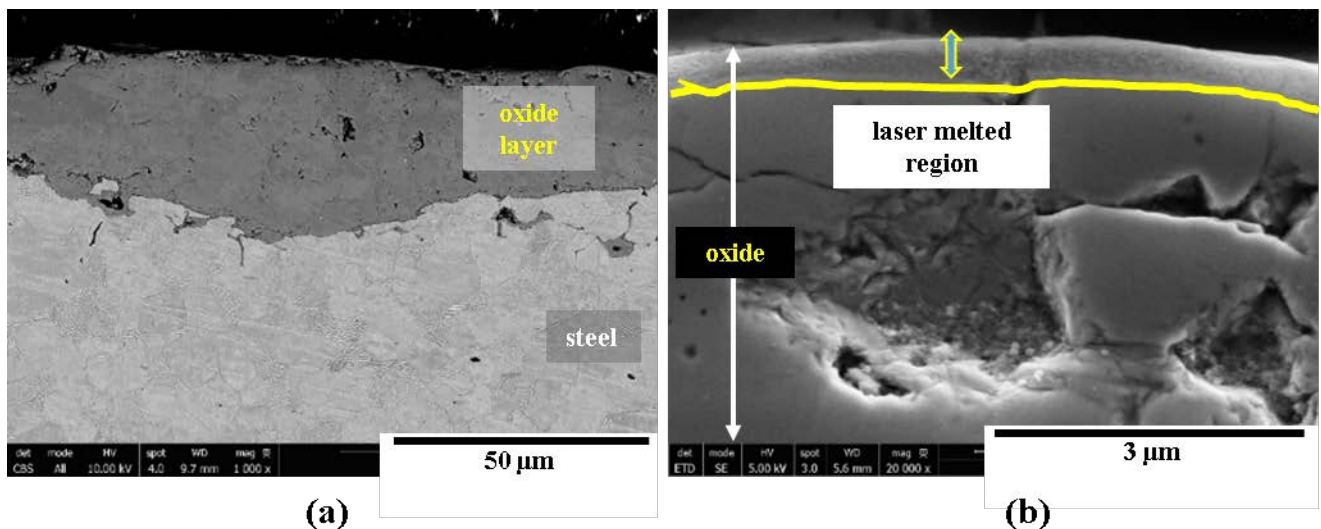 oxide
layer
steel
det mode HV spot WD mag
CBS All 10.00 kV 4.0 9.7 mm 1 000 x
50 µm
(a)
laser melted
region
oxide
det mode HV spot WD mag
ETD SE 5.00 kV 3.0 5.6 mm 20 000 x
3 µm
(b)